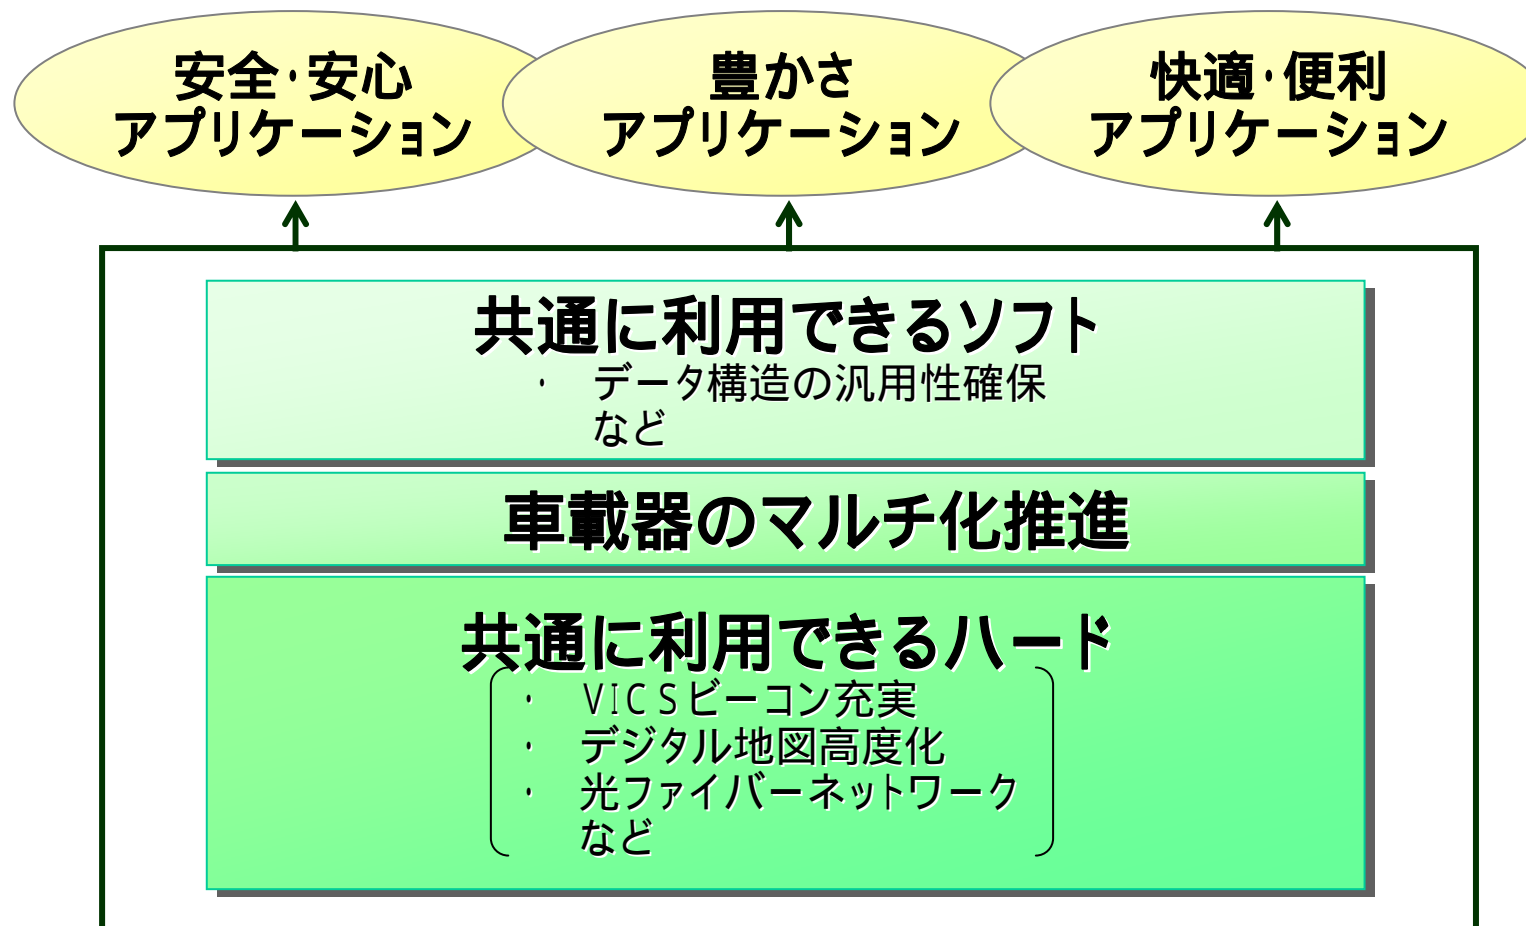 安全・安心
アプリケーション
豊かさ
アプリケーション
快適・便利
アプリケーション
共通に利用できるソフト
・ データ構造の汎用性確保
など
車載器のマルチ化推進
共通に利用できるハード
・ VICSビーコン充実
・ デジタル地図高度化
・ 光ファイバーネットワーク
など